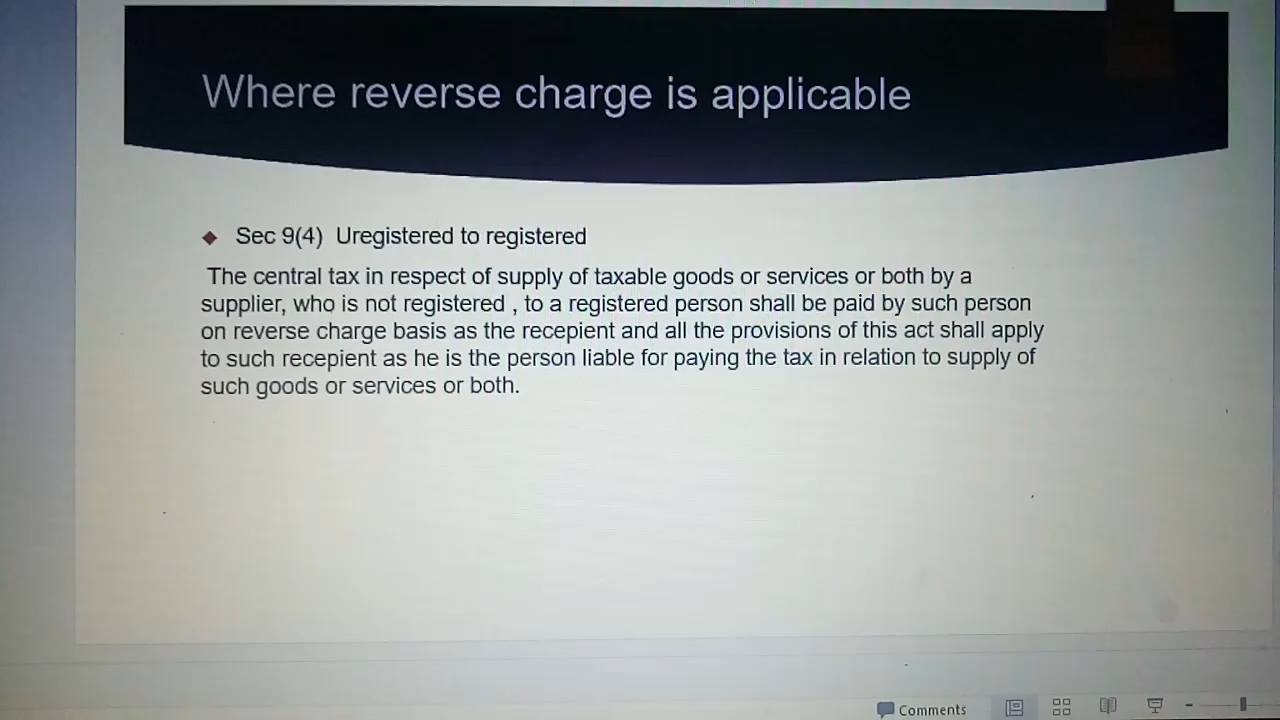 Where reverse charge is applicable
Sec 9(4) Uregistered to registered
The central tax in respect of supply of taxable goods or services or both by a
supplier, who is not registered , to a registered person shall be paid by such person
on reverse charge basis as the recepient and all the provisions of this act shall apply
to such recepient as he is the person liable for paying the tax in relation to supply of
such goods or services or both.
Comments